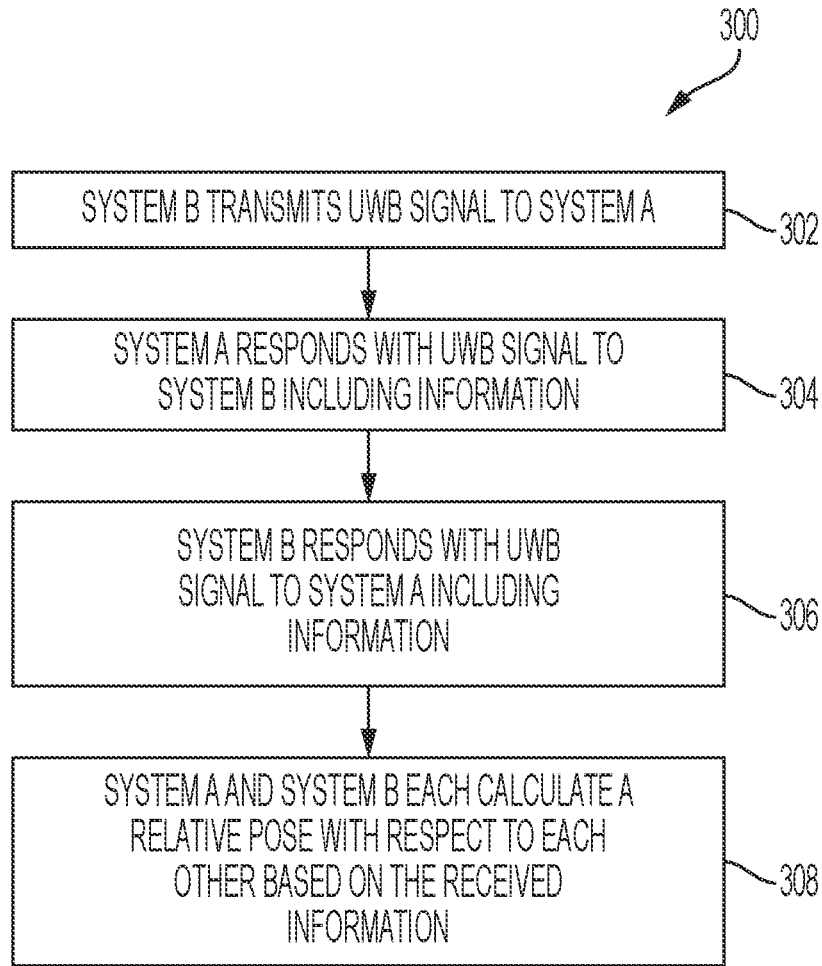 300
SYSTEM B TRANSMITS UWB SIGNAL TO SYSTEM A
302
SYSTEM A RESPONDS WITH UWB SIGNAL TO
SYSTEM B INCLUDING INFORMATION
304
SYSTEM B RESPONDS WITH UWB
SIGNAL TO SYSTEM A INCLUDING
INFORMATION
306
SYSTEM A AND SYSTEM B EACH CALCULATE A
RELATIVE POSE WITH RESPECT TO EACH
OTHER BASED ON THE RECEIVED
INFORMATION
308